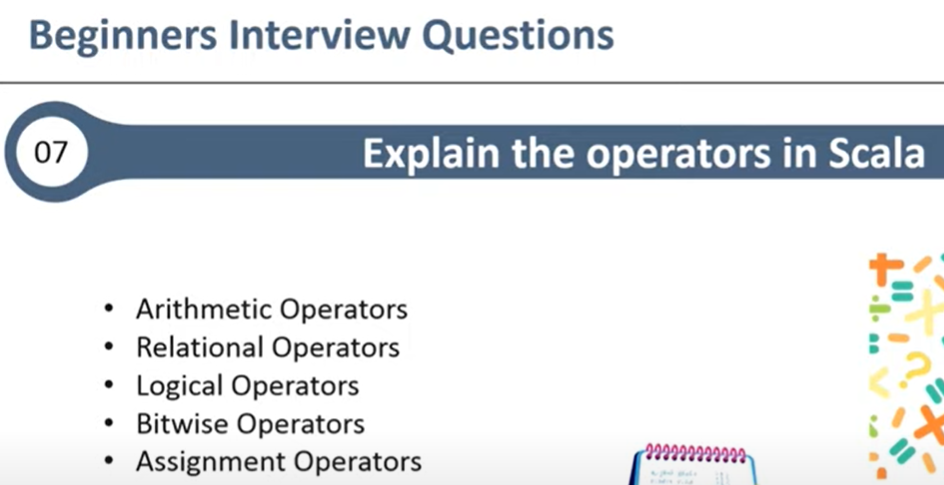 Beginners Interview Questions
07
Explain the operators in Scala
• Arithmetic Operators
• Relational Operators
• Logical Operators
• Bitwise Operators
• Assignment Operators